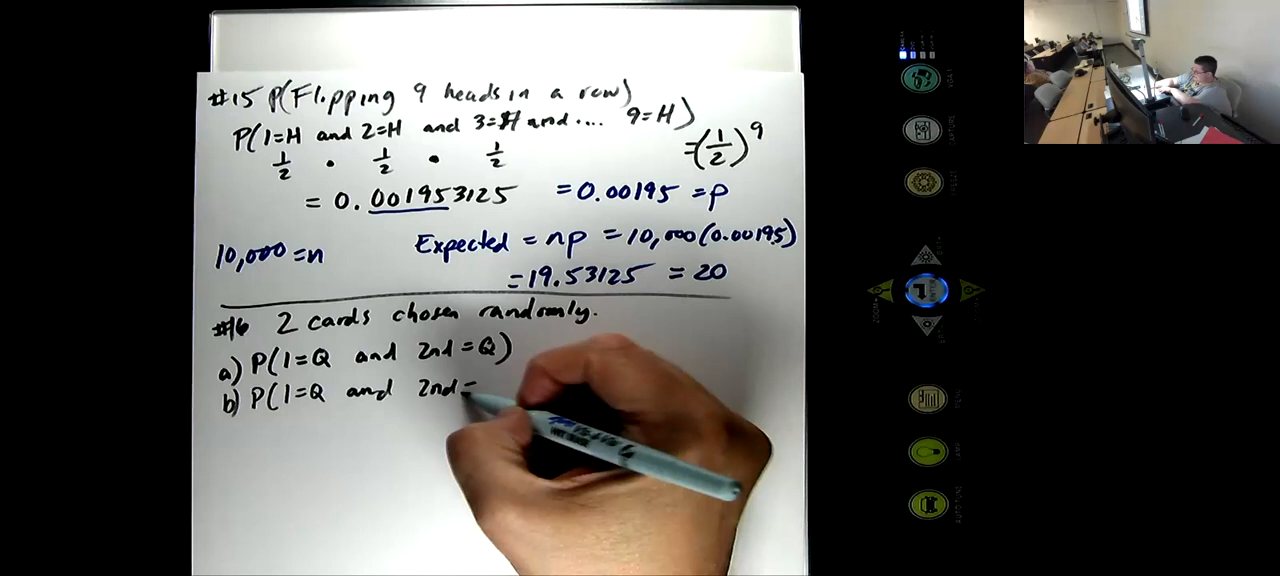 #15 P(Flipping 9 heads in a row)
P(1=H and 2=H and 3=H and.... 9=H)
1/2 • 1/2 • 1/2 =(1/2)^9
= 0.001953125 =0.00195 =p
10,000=n Expected = np =10,000(0.00195)
=19.53125 =20
#16 2 cards chosen randomly.
a) P(1=Q and 2nd=Q)
b) P(1=Q and 2nd=